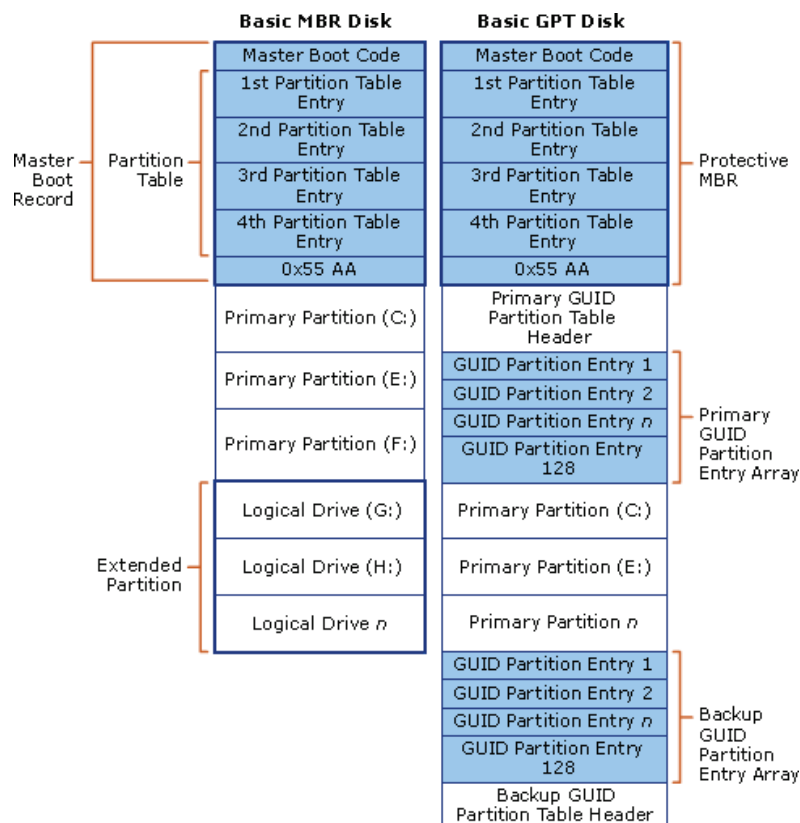 Basic MBR Disk
Basic GPT Disk
Master Boot Code
1st Partition Table
Entry
2nd Partition Table
Entry
3rd Partition Table
Entry
4th Partition Table
Entry
0x55 AA
Master
Boot
Record
Partition
Table
Primary Partition (C:)
Primary Partition (E:)
Primary Partition (F:)
Logical Drive (G:)
Logical Drive (H:)
Logical Drive n
Extended
Partition
Master Boot Code
1st Partition Table
Entry
2nd Partition Table
Entry
3rd Partition Table
Entry
4th Partition Table
Entry
0x55 AA
Protective
MBR
Primary GUID
Partition Table
Header
GUID Partition Entry 1
GUID Partition Entry 2
GUID Partition Entry n
GUID Partition Entry
128
Primary
GUID
Partition
Entry Array
Primary Partition (C:)
Primary Partition (E:)
Primary Partition n
GUID Partition Entry 1
GUID Partition Entry 2
GUID Partition Entry n
GUID Partition Entry
128
Backup
GUID
Partition
Entry Array
Backup GUID
Partition Table Header